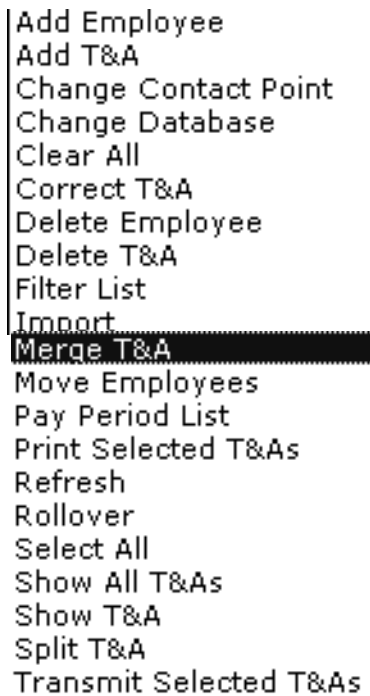 Add Employee
Add T&A
Change Contact Point
Change Database
Clear All
Correct T&A
Delete Employee
Delete T&A
Filter List
Import
Merge T&A
Move Employees
Pay Period List
Print Selected T&As
Refresh
Rollover
Select All
Show All T&As
Show T&A
Split T&A
Transmit Selected T&As